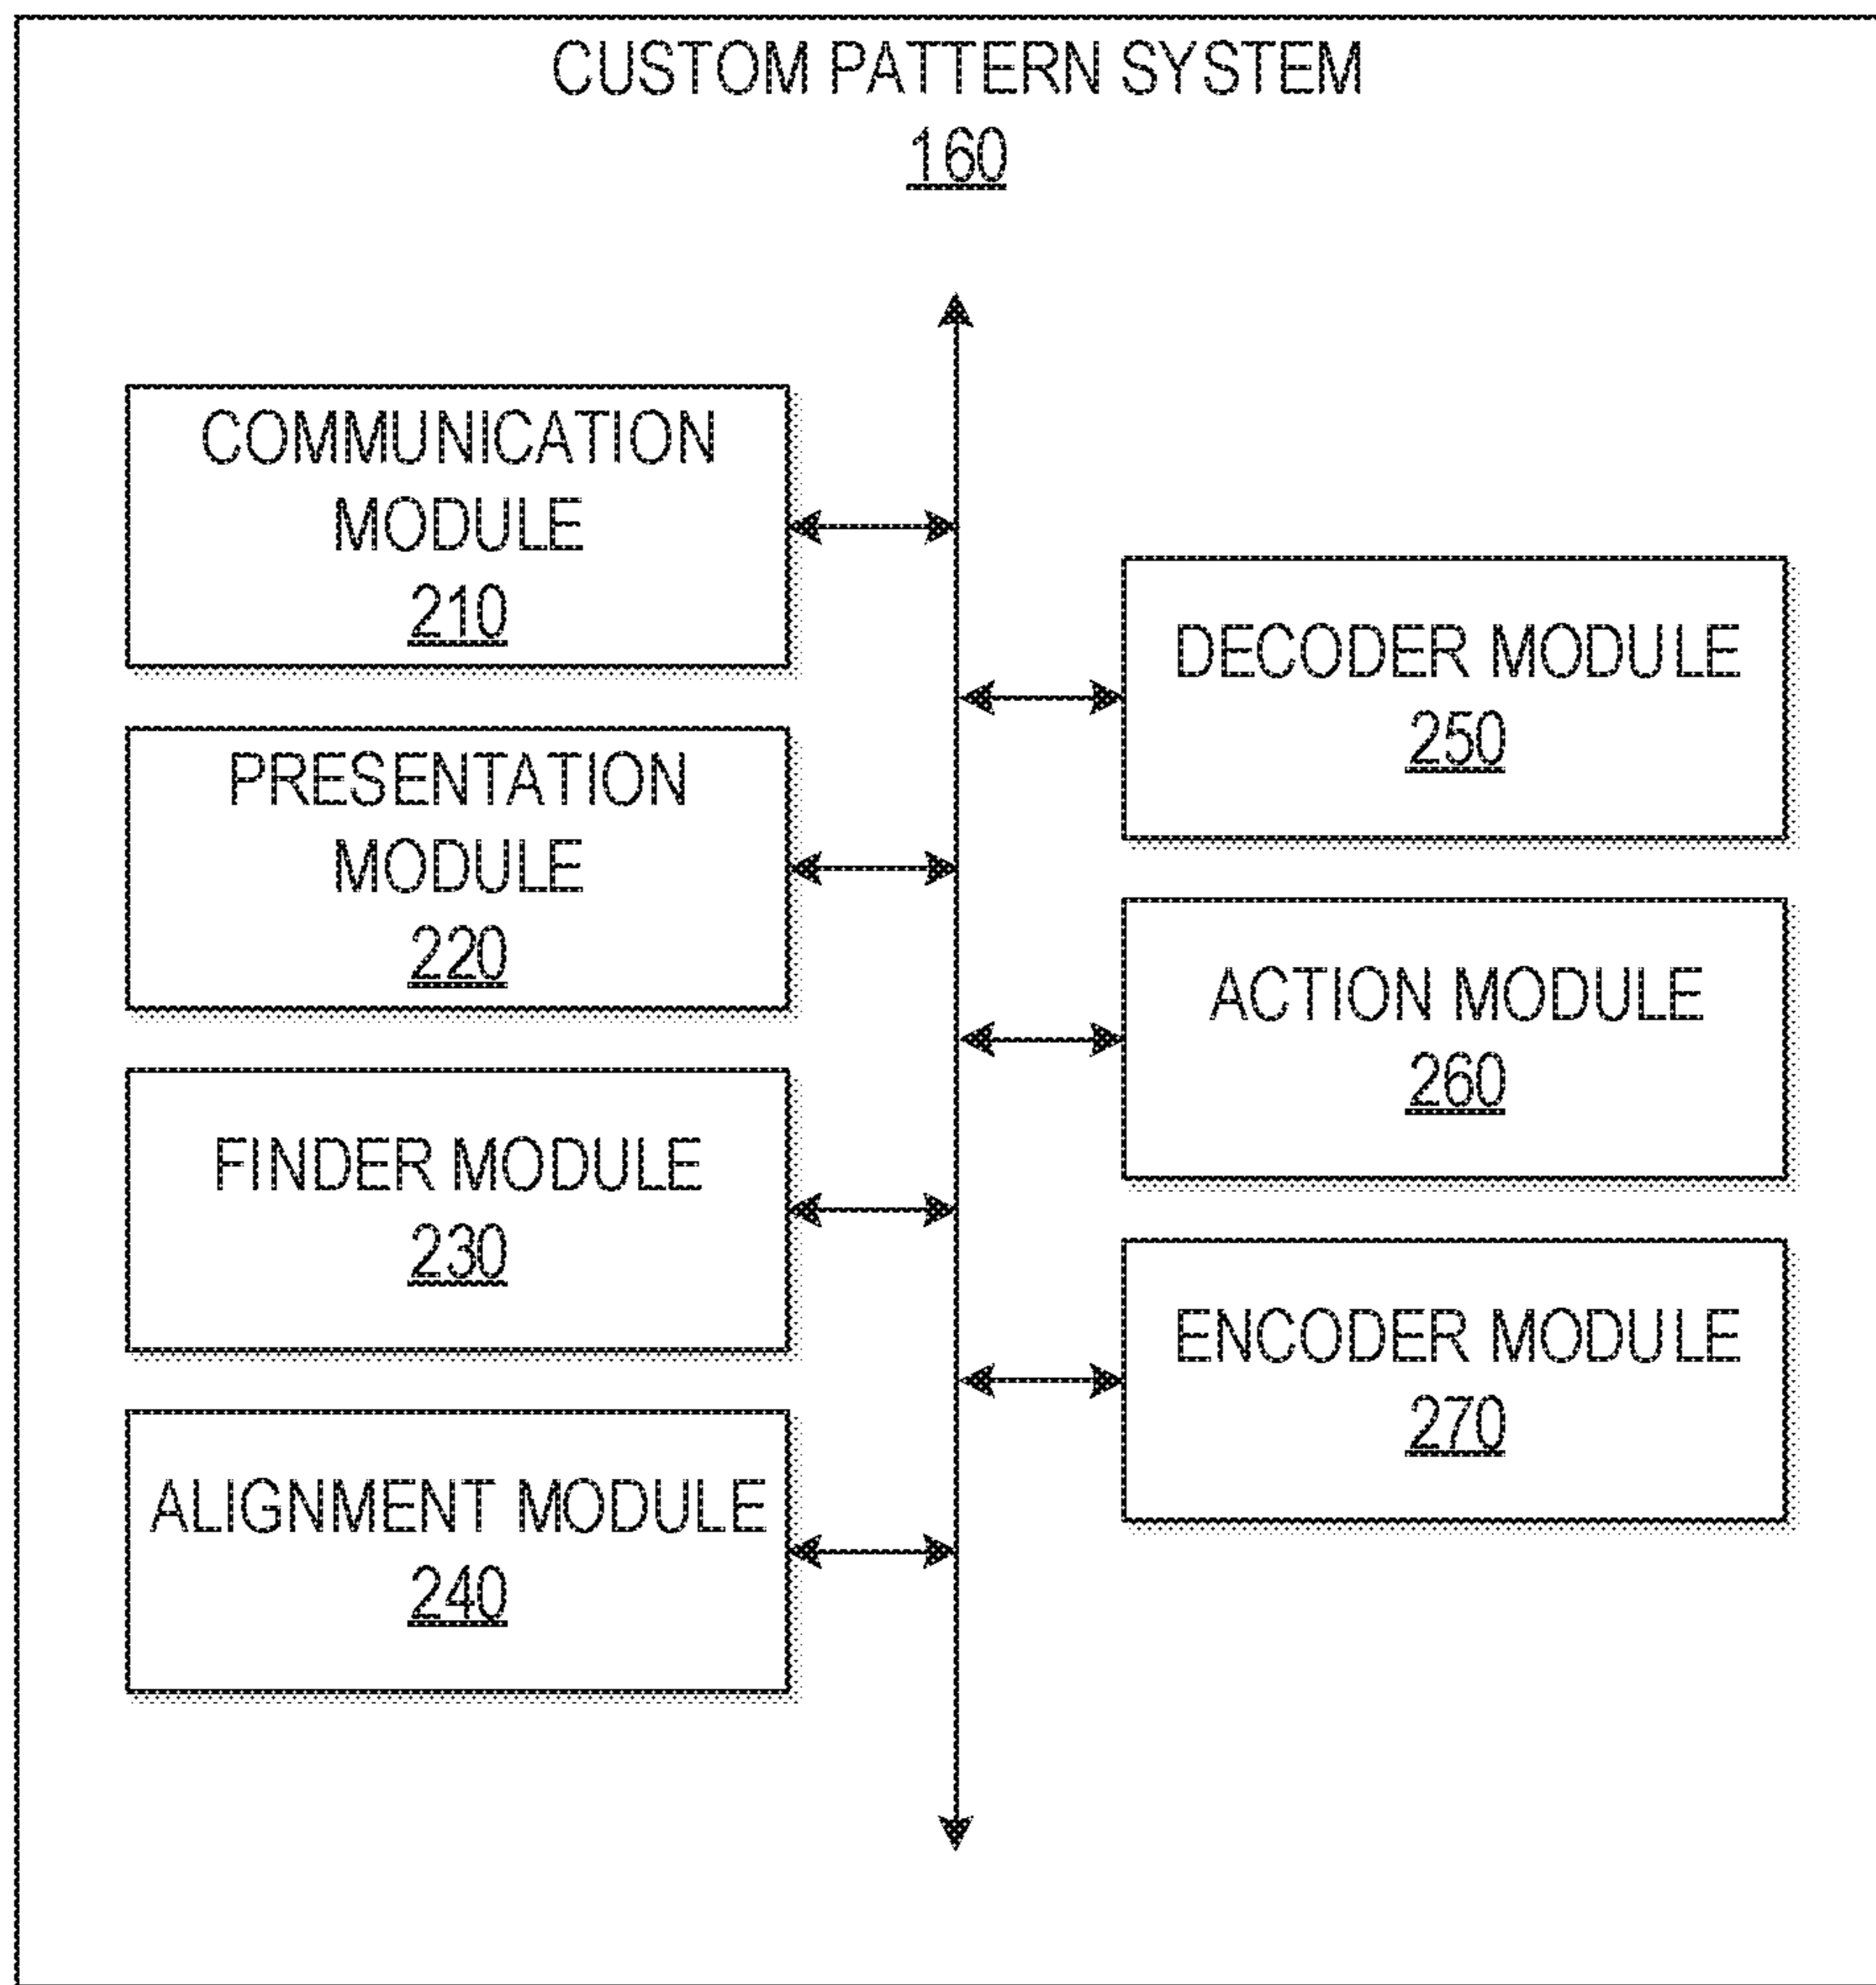 CUSTOM PATTERN SYSTEM
160
COMMUNICATION
MODULE
210
PRESENTATION
MODULE
220
FINDER MODULE
230
ALIGNMENT MODULE
240
DECODER MODULE
250
ACTION MODULE
260
ENCODER MODULE
270